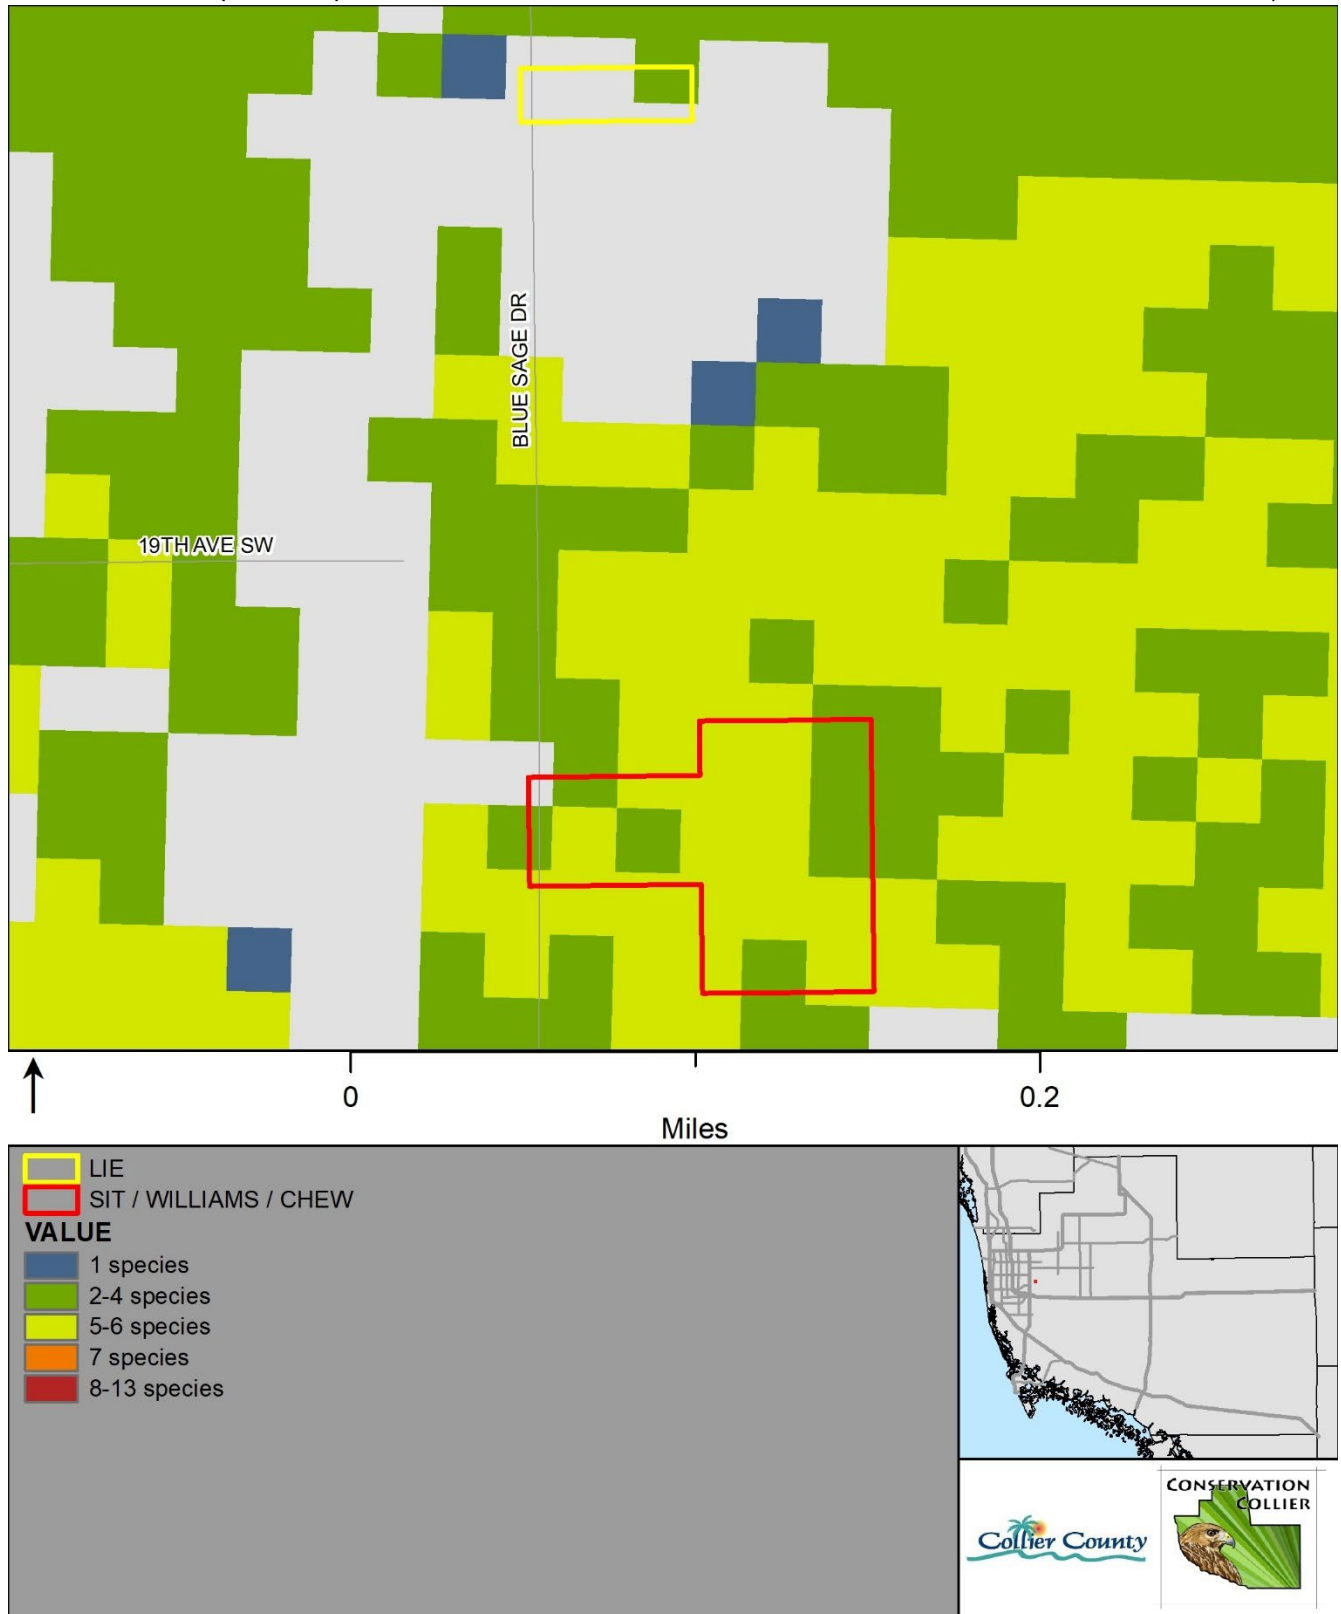 BLUE SAGE DR
19TH AVE SW
0
0.2
Miles
LIE
SIT / WILLIAMS / CHEW
VALUE
1 species
2-4 species
5-6 species
7 species
8-13 species
Collier County
CONSERVATION
COLLIER